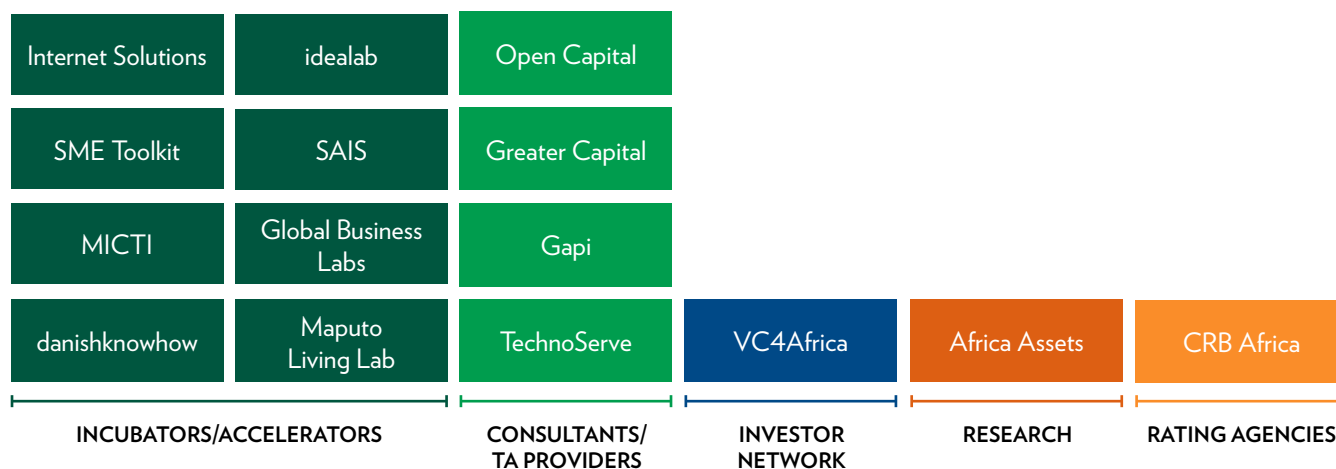 Internet Solutions
idealab
Open Capital
SME Toolkit
SAIS
Greater Capital
MICTI
Global Business
Labs
Gapi
danishknowhow
Maputo
Living Lab
TechnoServe
VC4Africa
Africa Assets
CRB Africa
INCUBATORS/ACCELERATORS
CONSULTANTS/
TA PROVIDERS
INVESTOR
NETWORK
RESEARCH
RATING AGENCIES